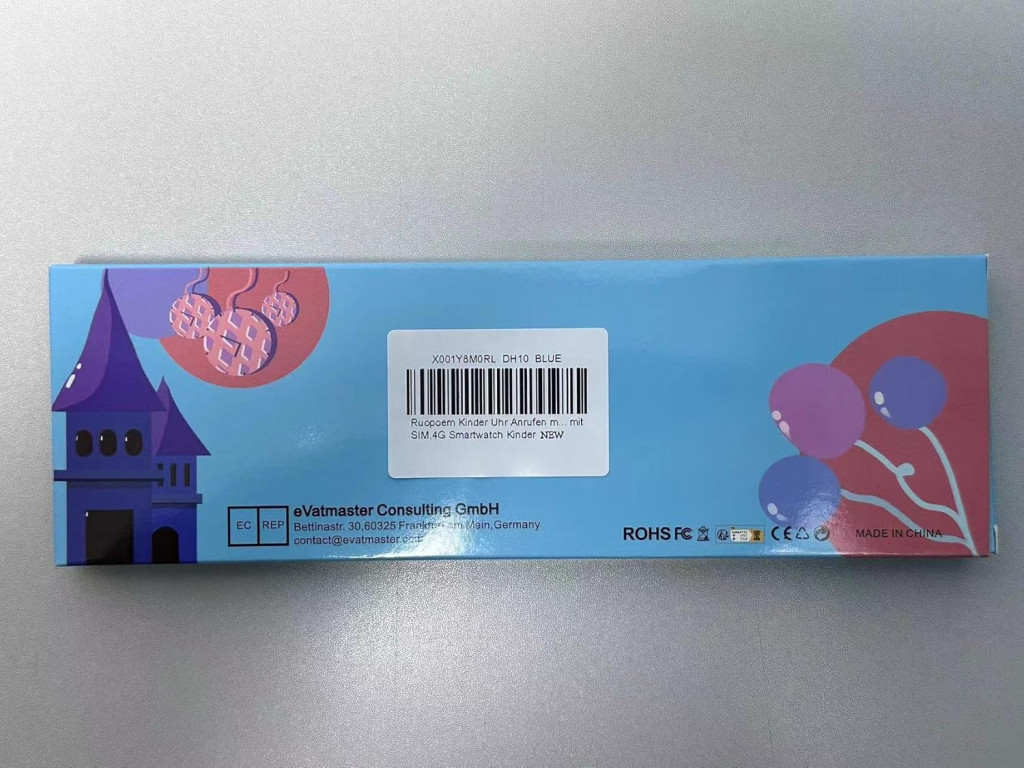 X001Y8M0RL DH10 BLUE
Ruopoem Kinder Uhr Anrufen m... mit
SIM,4G Smartwatch Kinder NEW
EC REP
eVatmaster Consulting GmbH
Bettinastr. 30,60325 Frankfurt am Main,Germany
contact@evatmaster.com
ROHS FC CE MADE IN CHINA